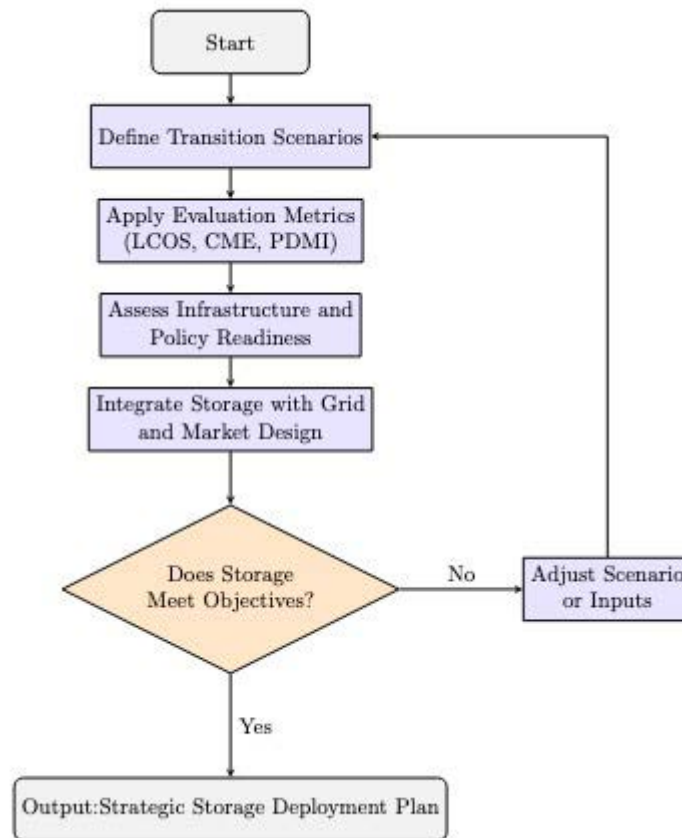 Start
Define Transition Scenarios
Apply Evaluation Metrics
(LCOS, CME, PDMI)
Assess Infrastructure and
Policy Readiness
Integrate Storage with Grid
and Market Design
Does Storage
Meet Objectives?
No
Adjust Scenario
or Inputs
Yes
Output:Strategic Storage Deployment Plan